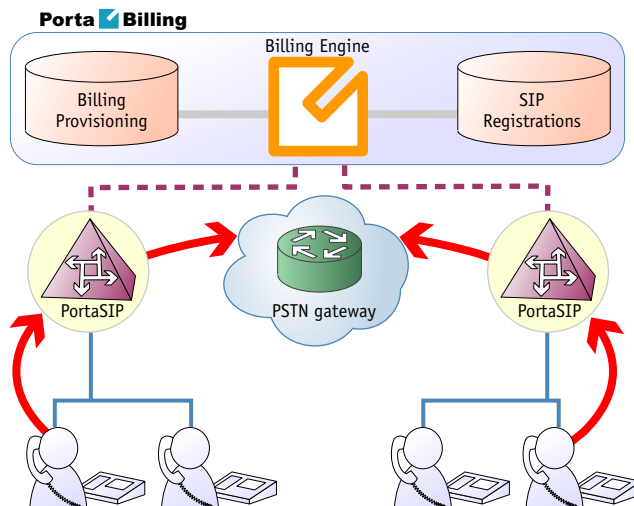 Porta Billing
Billing Engine
Billing
Provisioning
SIP
Registrations
PortaSIP
PSTN gateway
PortaSIP